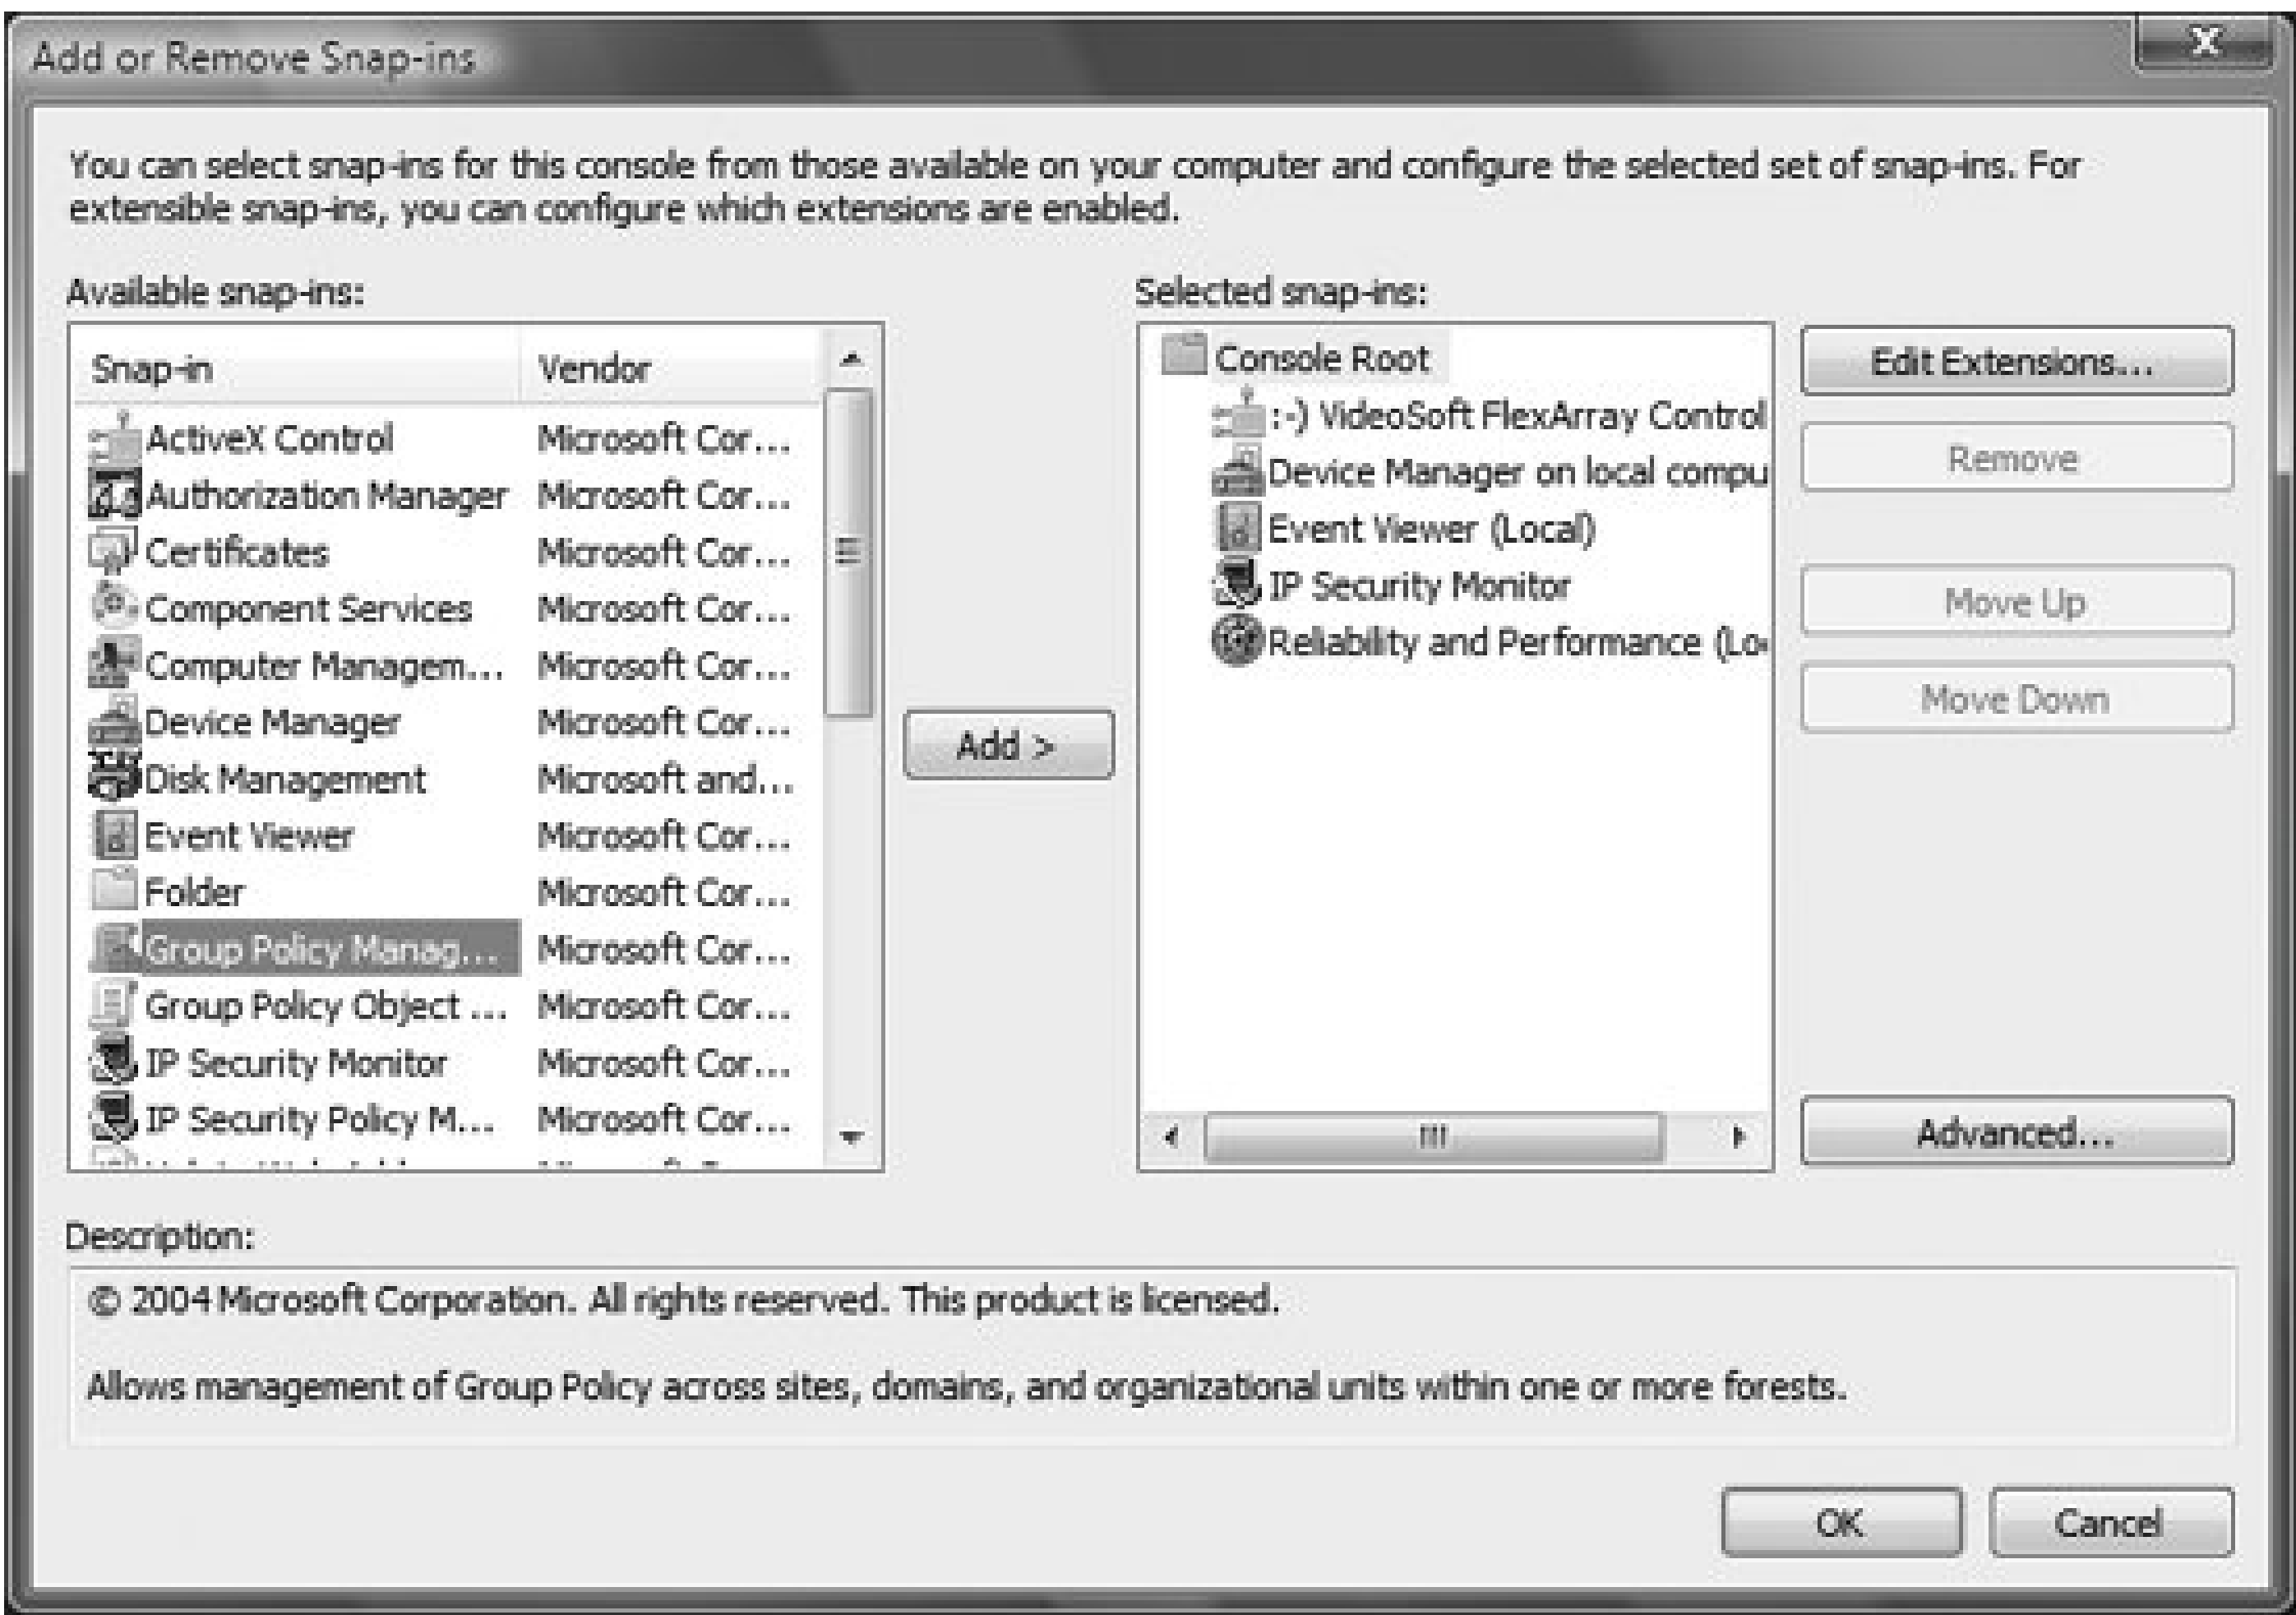 Add or Remove Snap-ins
X
You can select snap-ins for this console from those available on your computer and configure the selected set of snap-ins. For
extensible snap-ins, you can configure which extensions are enabled.
Available snap-ins:
Snap-in Vendor
ActiveX Control Microsoft Cor...
Authorization Manager Microsoft Cor...
Certificates Microsoft Cor...
Component Services Microsoft Cor...
Computer Managem... Microsoft Cor...
Device Manager Microsoft Cor...
Disk Management Microsoft and...
Event Viewer Microsoft Cor...
Folder Microsoft Cor...
Group Policy Manag... Microsoft Cor...
Group Policy Object ... Microsoft Cor...
IP Security Monitor Microsoft Cor...
IP Security Policy M... Microsoft Cor...
Add >
Selected snap-ins:
Console Root
:-) VideoSoft FlexArray Control
Device Manager on local compu
Event Viewer (Local)
IP Security Monitor
Reliability and Performance (Lo
Edit Extensions...
Remove
Move Up
Move Down
Advanced...
Description:
© 2004 Microsoft Corporation. All rights reserved. This product is licensed.
Allows management of Group Policy across sites, domains, and organizational units within one or more forests.
OK
Cancel